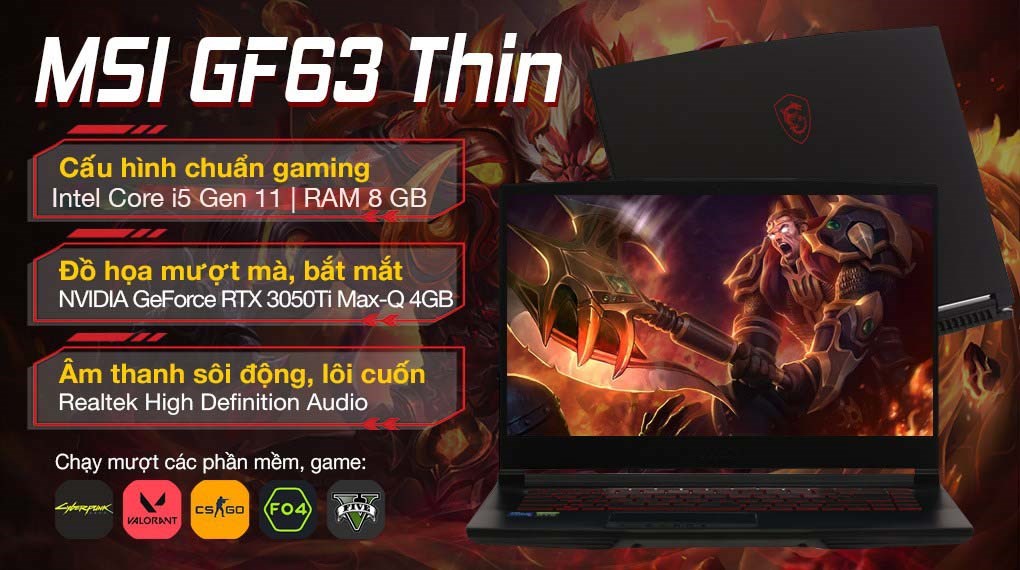 MSI GF63 Thin
Cấu hình chuẩn gaming
Intel Core i5 Gen 11 | RAM 8 GB
Đồ họa mượt mà, bắt mắt
NVIDIA GeForce RTX 3050Ti Max-Q 4GB
Âm thanh sôi động, lôi cuốn
Realtek High Definition Audio
Chạy mượt các phần mềm, game:
CYBERPUNK
VALORANT
CS GO
FO4
V
FIVE